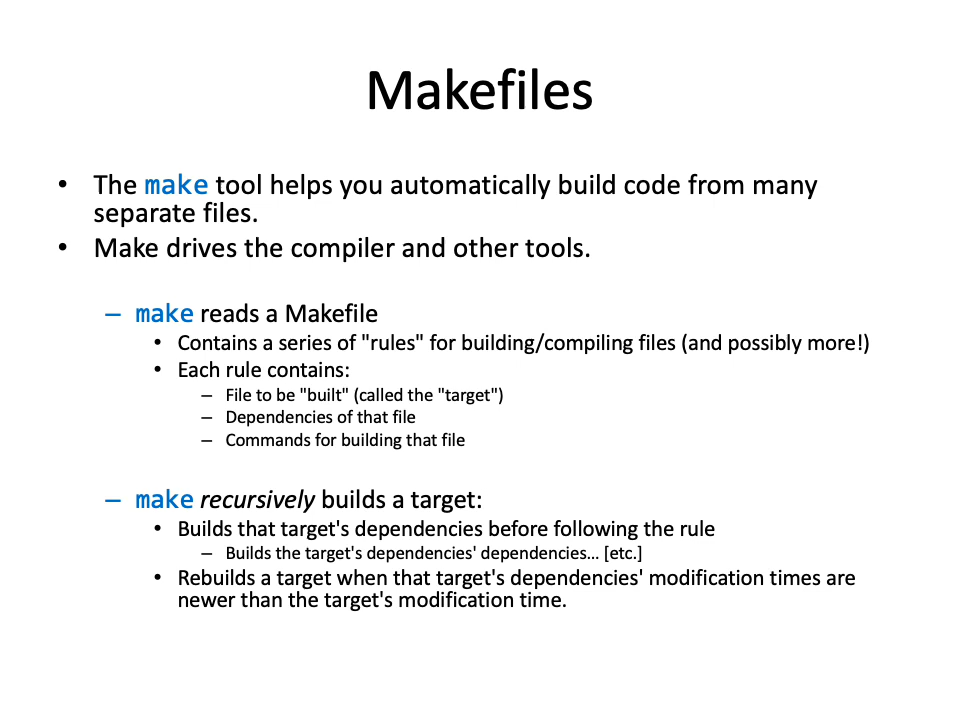 Makefiles
• The make tool helps you automatically build code from many
separate files.
• Make drives the compiler and other tools.
– make reads a Makefile
• Contains a series of "rules" for building/compiling files (and possibly more!)
• Each rule contains:
– File to be "built" (called the "target")
– Dependencies of that file
– Commands for building that file
– make recursively builds a target:
• Builds that target's dependencies before following the rule
– Builds the target's dependencies' dependencies… [etc.]
• Rebuilds a target when that target's dependencies' modification times are
newer than the target's modification time.